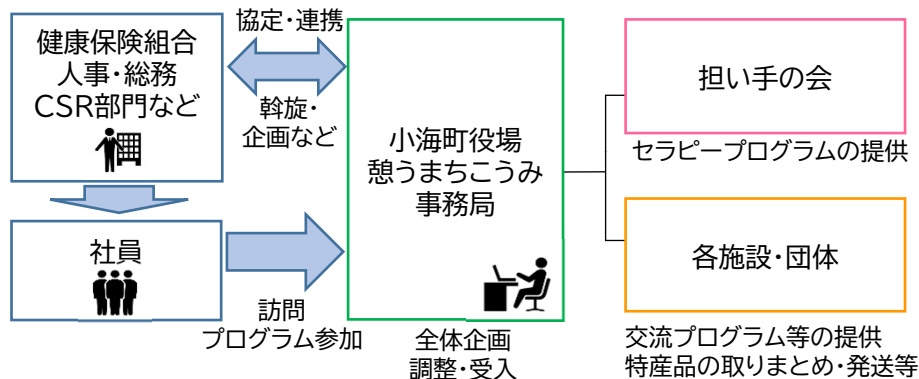 健康保険組合
人事・総務
CSR部門など
協定・連携
斡旋・
企画など
社員
訪問
プログラム参加
小海町役場
憩うまちこうみ
事務局
全体企画
調整・受入
担い手の会
セラピープログラムの提供
各施設・団体
交流プログラム等の提供
特産品の取りまとめ・発送等